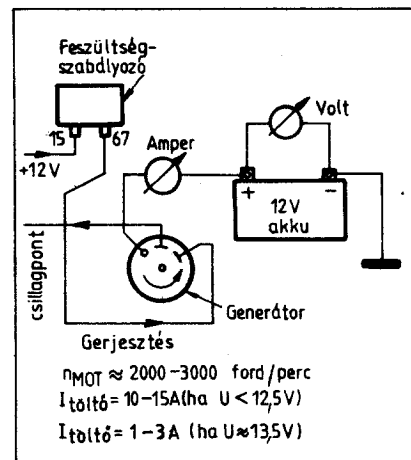 Feszültség-
szabályozó
15 67
+12V
Amper
Volt
+ −
12V
akku
csillagpont
Generátor
Gerjesztés
nMOT ≈ 2000-3000 ford/perc
Itöltő = 10-15A (ha U < 12,5V)
Itöltő = 1-3A (ha U≈13,5V)